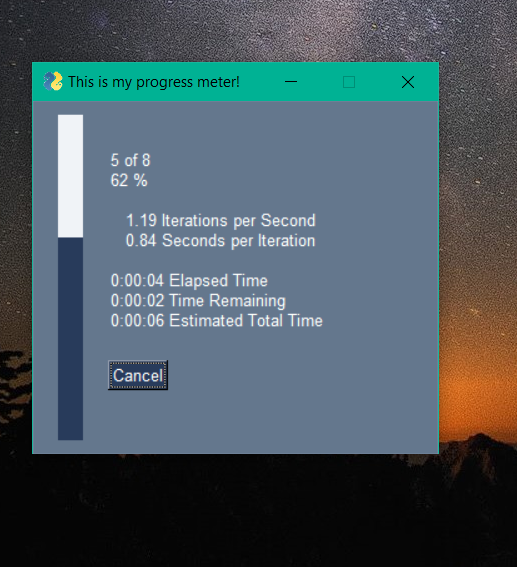 This is my progress meter!
5 of 8
62 %
1.19 Iterations per Second
0.84 Seconds per Iteration
0:00:04 Elapsed Time
0:00:02 Time Remaining
0:00:06 Estimated Total Time
Cancel